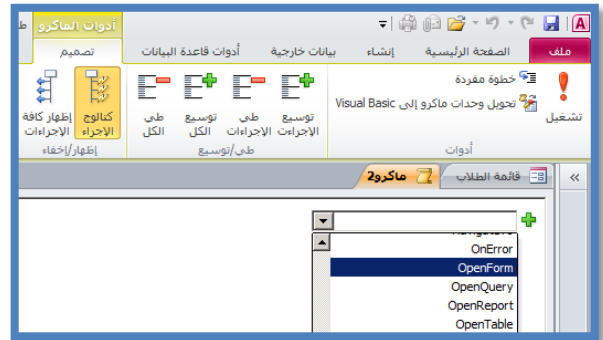 أدوات الماكرو
ملف الصفحة الرئيسية إنشاء بيانات خارجية أدوات قاعدة البيانات تصميم
خطوة مفردة
تحويل وحدات ماكرو إلى Visual Basic
تشغيل
أدوات
توسيع الإجراءات
طي الإجراءات
توسيع الكل
طي الكل
طي/توسيع
كتالوج الإجراء
إظهار كافة الإجراءات
إظهار/إخفاء
قائمة الطلاب ماكرو2
OnError
OpenForm
OpenQuery
OpenReport
OpenTable